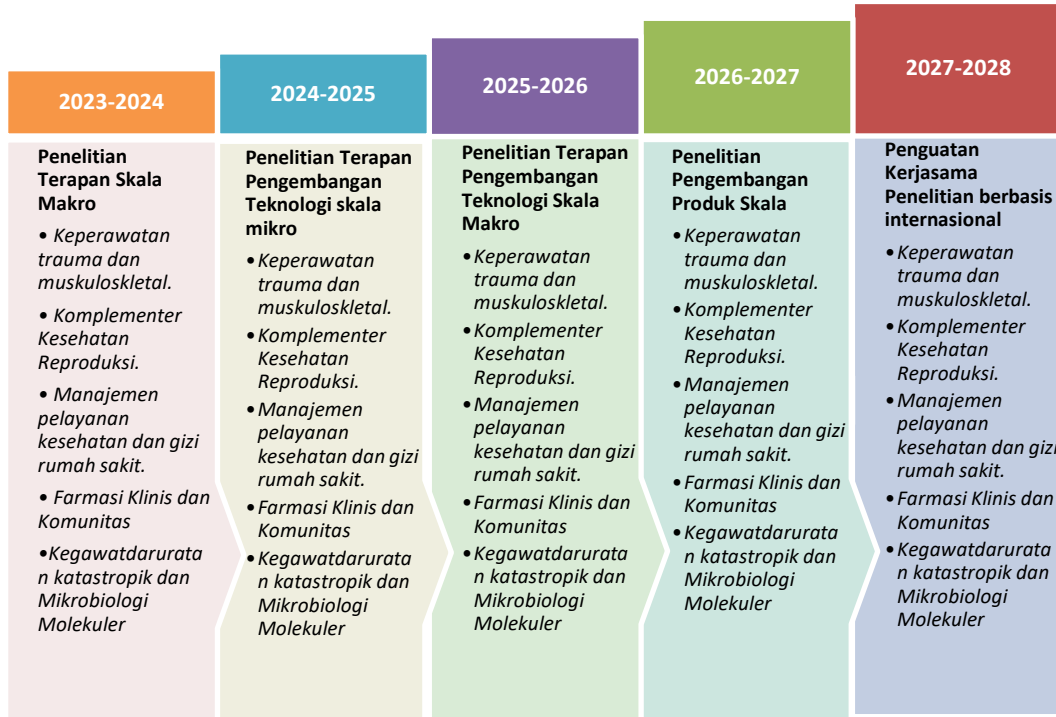 2023-2024
Penelitian
Terapan Skala
Makro
• Keperawatan
trauma dan
muskuloskletal.
• Komplementer
Kesehatan
Reproduksi.
• Manajemen
pelayanan
kesehatan dan gizi
rumah sakit.
• Farmasi Klinis dan
Komunitas
•Kegawatdarurata
n katastropik dan
Mikrobiologi
Molekuler
2024-2025
Penelitian Terapan
Pengembangan
Teknologi skala
mikro
•Keperawatan
trauma dan
muskuloskletal.
•Komplementer
Kesehatan
Reproduksi.
•Manajemen
pelayanan
kesehatan dan gizi
rumah sakit.
•Farmasi Klinis dan
Komunitas
•Kegawatdarurata
n katastropik dan
Mikrobiologi
Molekuler
2025-2026
Penelitian Terapan
Pengembangan
Teknologi Skala
Makro
•Keperawatan
trauma dan
muskuloskletal.
•Komplementer
Kesehatan
Reproduksi.
•Manajemen
pelayanan
kesehatan dan gizi
rumah sakit.
•Farmasi Klinis dan
Komunitas
•Kegawatdarurata
n katastropik dan
Mikrobiologi
Molekuler
2026-2027
Penelitian
Pengembangan
Produk Skala
•Keperawatan
trauma dan
muskuloskletal.
•Komplementer
Kesehatan
Reproduksi.
•Manajemen
pelayanan
kesehatan dan gizi
rumah sakit.
•Farmasi Klinis dan
Komunitas
•Kegawatdarurata
n katastropik dan
Mikrobiologi
Molekuler
2027-2028
Penguatan
Kerjasama
Penelitian berbasis
internasional
•Keperawatan
trauma dan
muskuloskletal.
•Komplementer
Kesehatan
Reproduksi.
•Manajemen
pelayanan
kesehatan dan gizi
rumah sakit.
•Farmasi Klinis dan
Komunitas
•Kegawatdarurata
n katastropik dan
Mikrobiologi
Molekuler